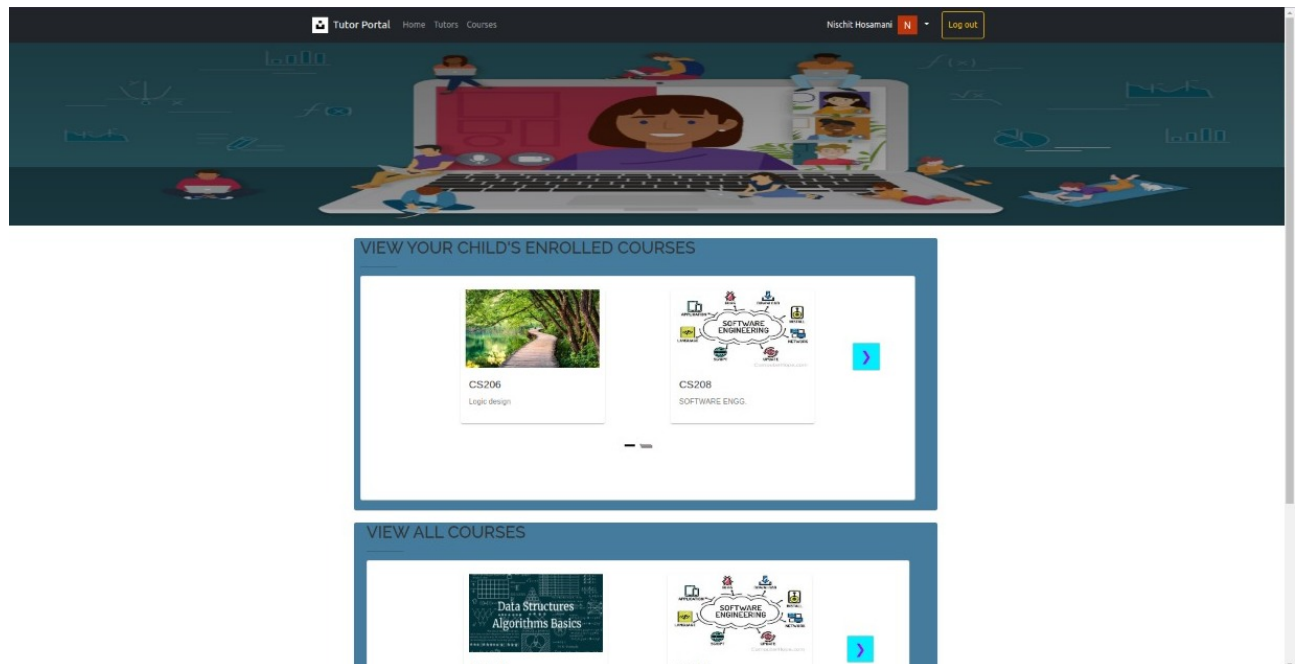 Tutor Portal Home Tutors Courses Nischit Hosamani N Log out
f(x)
VIEW YOUR CHILD'S ENROLLED COURSES
SOFTWARE
ENGINEERING
CS206
Logic design
CS208
SOFTWARE ENGG.
VIEW ALL COURSES
Data Structures
Algorithms Basics
SOFTWARE
ENGINEERING